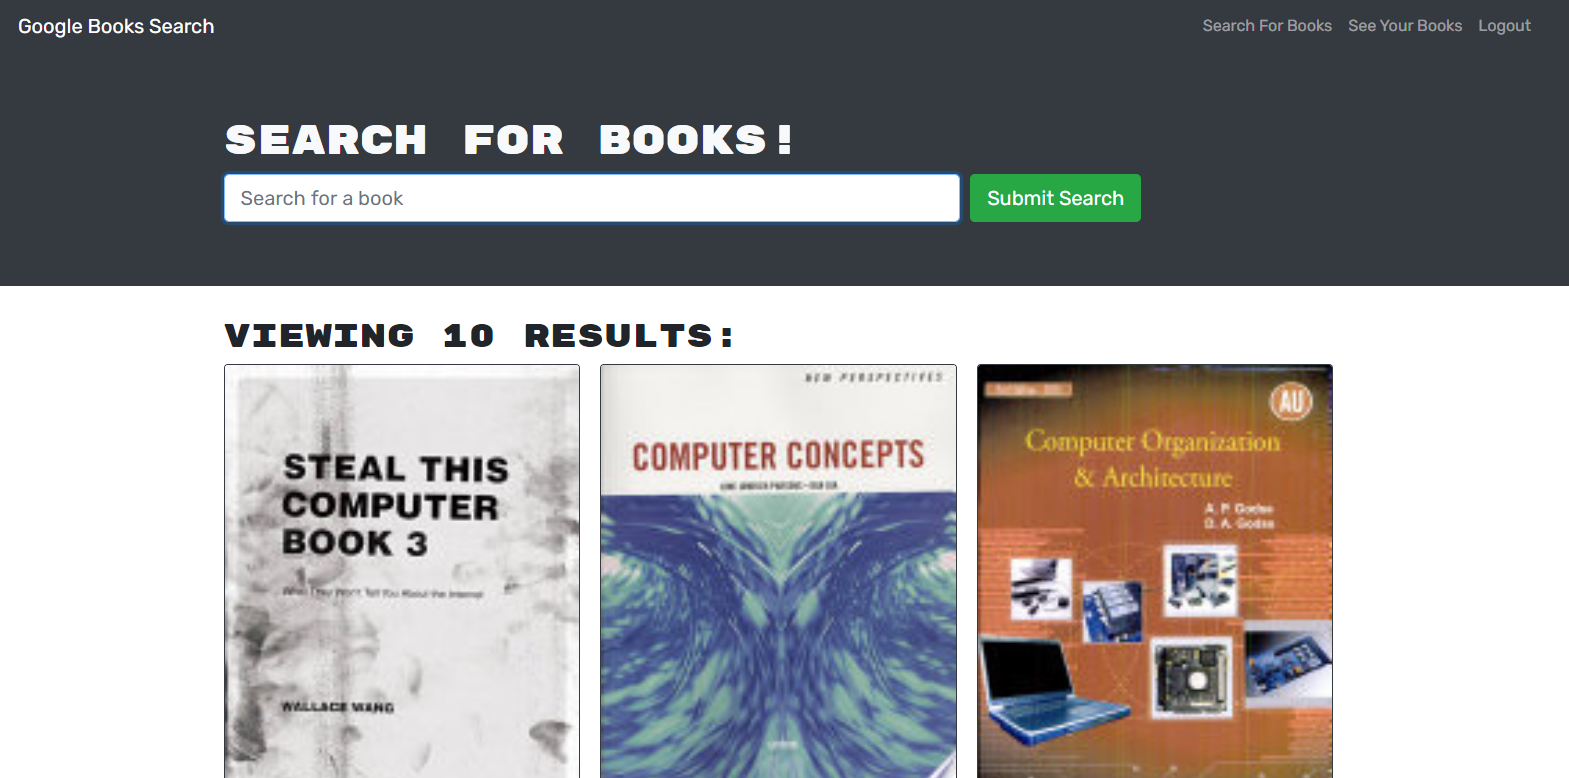 Google Books Search
Search For Books See Your Books Logout
SEARCH FOR BOOKS!
Search for a book
Submit Search
VIEWING 10 RESULTS:
STEAL THIS
COMPUTER
BOOK 3
What They Won't Tell You About the Internet
WALLACE WANG
NEW PERSPECTIVES
COMPUTER CONCEPTS
AU
Computer Organization
& Architecture
A. P. Godse
D. A. Godse